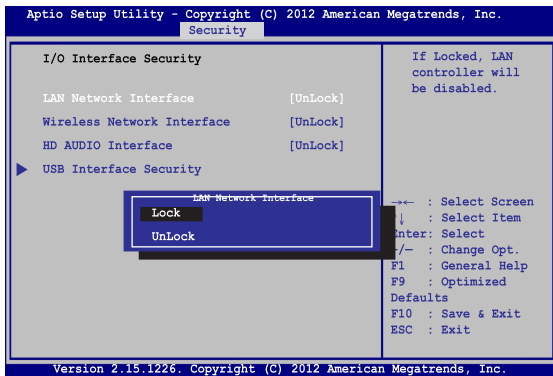 Aptio Setup Utility - Copyright (C) 2012 American Megatrends, Inc.
Security
I/O Interface Security
LAN Network Interface [UnLock]
Wireless Network Interface [UnLock]
HD AUDIO Interface [UnLock]
USB Interface Security
If Locked, LAN
controller will
be disabled.
LAN Network Interface
Lock
UnLock
→← : Select Screen
↓ : Select Item
Enter: Select
/— : Change Opt.
F1 : General Help
F9 : Optimized
Defaults
F10 : Save & Exit
ESC : Exit
Version 2.15.1226. Copyright (C) 2012 American Megatrends, Inc.